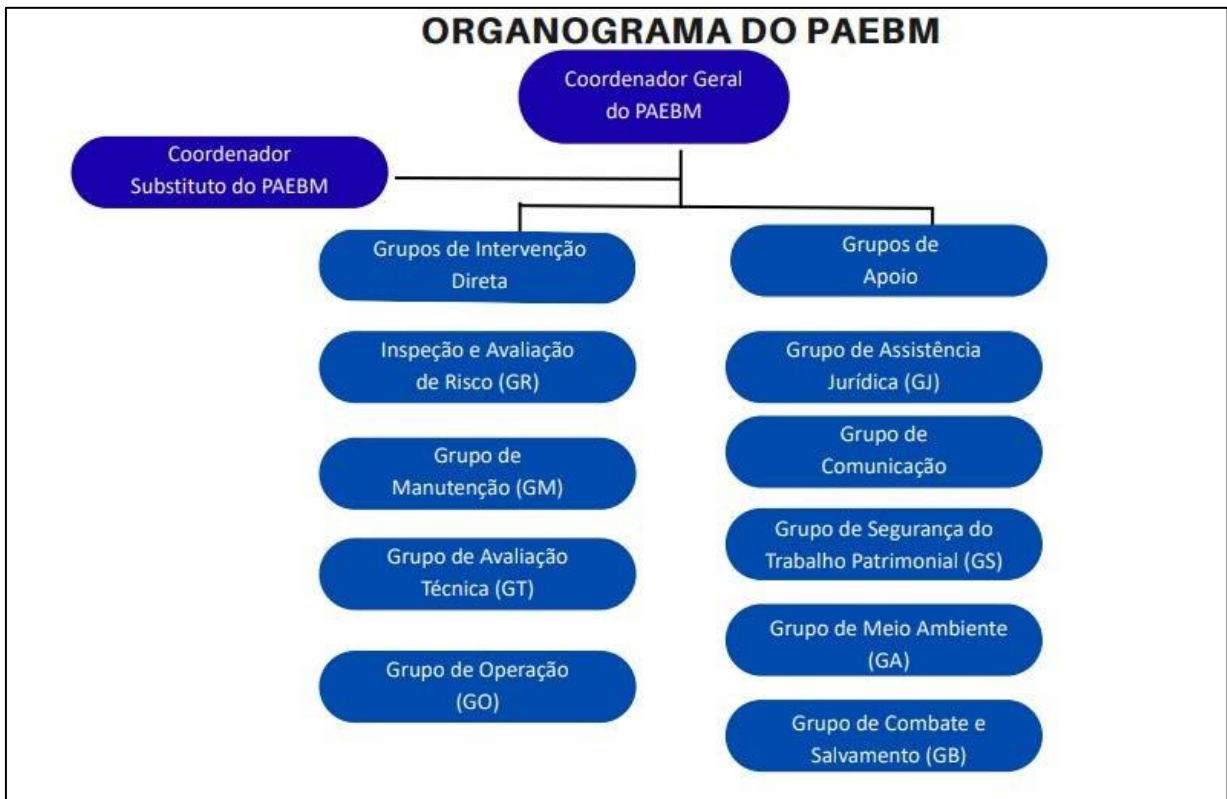 ORGANOGRAMA DO PAEBM
Coordenador Geral
do PAEBM
Coordenador
Substituto do PAEBM
Grupos de Intervenção
Direta
Grupos de
Apoio
Inspeção e Avaliação
de Risco (GR)
Grupo de Assistência
Jurídica (GJ)
Grupo de
Manutenção (GM)
Grupo de
Comunicação
Grupo de Avaliação
Técnica (GT)
Grupo de Segurança do
Trabalho Patrimonial (GS)
Grupo de Operação
(GO)
Grupo de Meio Ambiente
(GA)
Grupo de Combate e
Salvamento (GB)